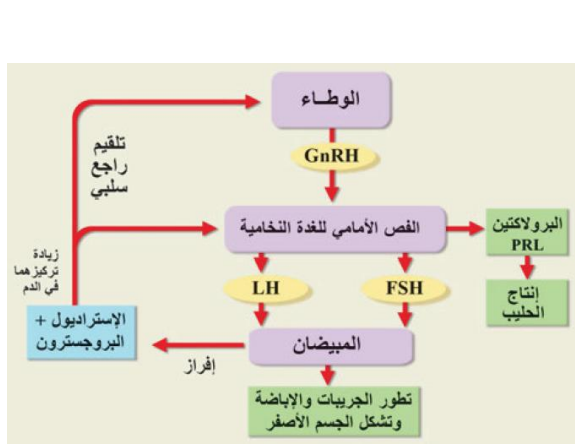 الوطــاء
GnRH
تلقيم
راجع
سلبي
الفص الأمامي للغدة النخامية
البرولاكتين
PRL
زيادة
تركيزهما
في الدم
LH
FSH
إنتاج
الحليب
الإستراديول +
البروجسترون
المبيضان
إفراز
تطور الجريبات والإباضة
وتشكل الجسم الأصفر